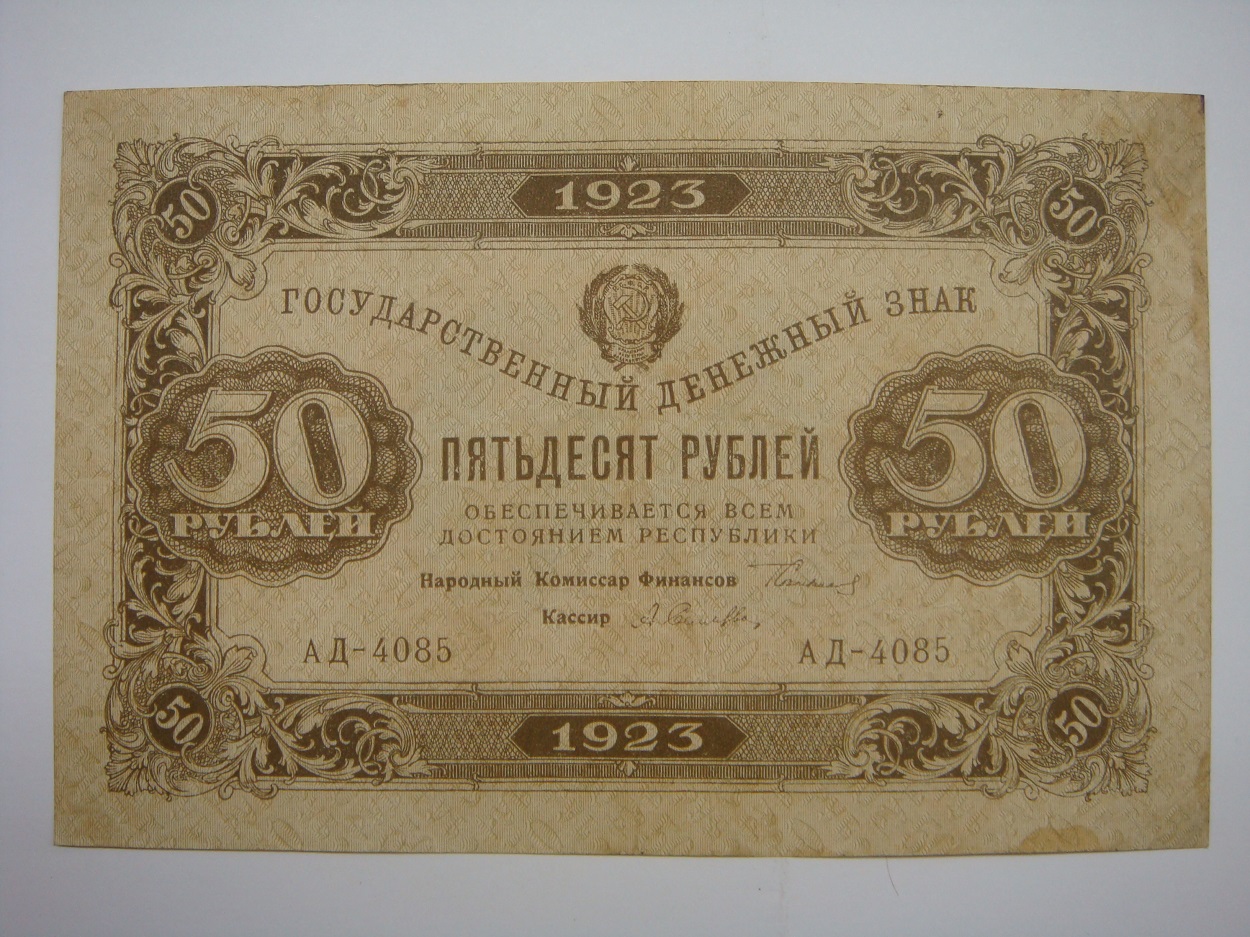 50 1923 50
ГОСУДАРСТВЕННЫЙ ДЕНЕЖНЫЙ ЗНАК
50 РУБЛЕЙ
50 РУБЛЕЙ
ПЯТЬДЕСЯТ РУБЛЕЙ
ОБЕСПЕЧИВАЕТСЯ ВСЕМ
ДОСТОЯНИЕМ РЕСПУБЛИКИ
Народный Комиссар Финансов
Кассир
АД-4085 АД-4085
50 1923 50